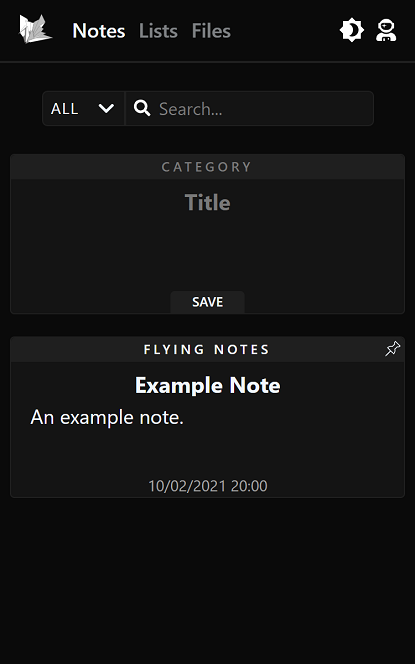 Notes Lists Files
ALL Search...
CATEGORY
Title
SAVE
FLYING NOTES
Example Note
An example note.
10/02/2021 20:00